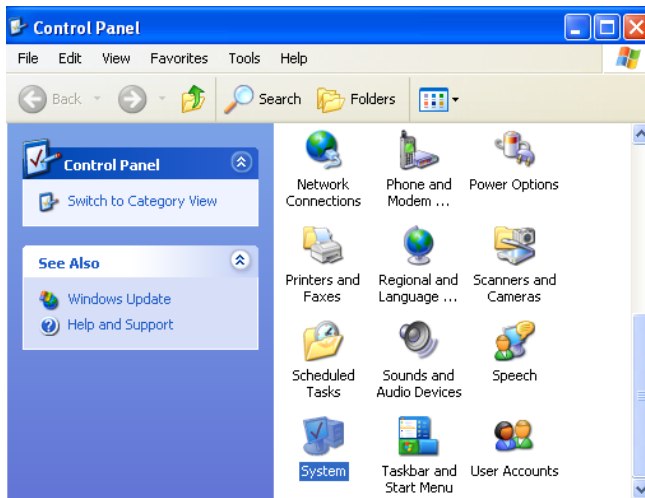 Control Panel
File Edit View Favorites Tools Help
Back Search Folders
Control Panel
Switch to Category View
See Also
Windows Update
Help and Support
Network
Connections
Phone and
Modem ...
Power Options
Printers and
Faxes
Regional and
Language ...
Scanners and
Cameras
Scheduled
Tasks
Sounds and
Audio Devices
Speech
System
Taskbar and
Start Menu
User Accounts